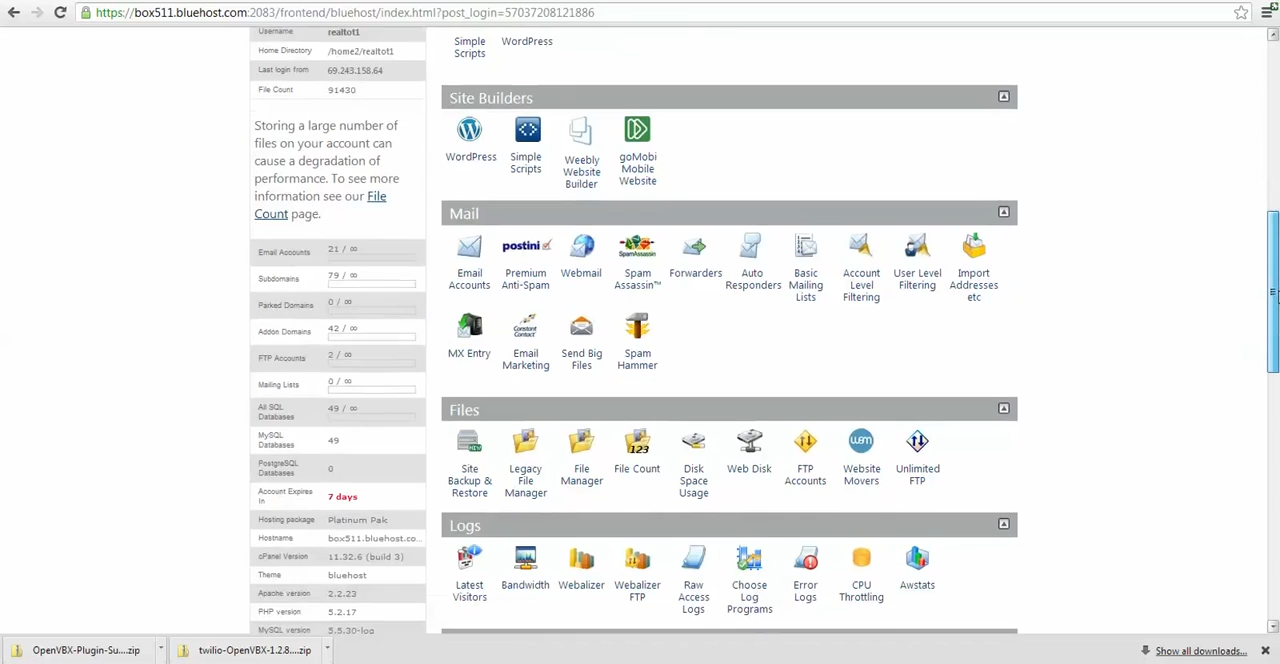 https://box511.bluehost.com:2083/frontend/bluehost/index.html?post_login=57037208121886
Username realtot1
Home Directory /home2/realtot1
Last login from 69.243.158.64
File Count 91430
Storing a large number of
files on your account can
cause a degradation of
performance. To see more
information see our File
Count page.
Email Accounts 21 / ∞
Subdomains 79 / ∞
Parked Domains 0 / ∞
Addon Domains 42 / ∞
FTP Accounts 2 / ∞
Mailing Lists 0 / ∞
All SQL
Databases 49 / ∞
MySQL
Databases 49
PostgreSQL
Databases 0
Account Expires
In 7 days
Hosting package Platinum Pak
Hostname box511.bluehost.co...
cPanel Version 11.32.6 (build 3)
Theme bluehost
Apache version 2.2.23
PHP version 5.2.17
MySQL version 5.5.30-log
Simple
Scripts
WordPress
Site Builders
WordPress
Simple
Scripts
Weebly
Website
Builder
goMobi
Mobile
Website
Mail
postini
SpamAssassin
Email
Accounts
Premium
Anti-Spam
Webmail
Spam
Assassin™
Forwarders
Auto
Responders
Basic
Mailing
Lists
Account
Level
Filtering
User Level
Filtering
Import
Addresses
etc
Constant
Contact
MX Entry
Email
Marketing
Send Big
Files
Spam
Hammer
Files
123
wsm
Site
Backup &
Restore
Legacy
File
Manager
File
Manager
File Count
Disk
Space
Usage
Web Disk
FTP
Accounts
Website
Movers
Unlimited
FTP
Logs
Latest
Visitors
Bandwidth
Webalizer
Webalizer
FTP
Raw
Access
Logs
Choose
Log
Programs
Error
Logs
CPU
Throttling
Awstats
OpenVBX-Plugin-Su....zip
twilio-OpenVBX-1.2.8....zip
Show all downloads...